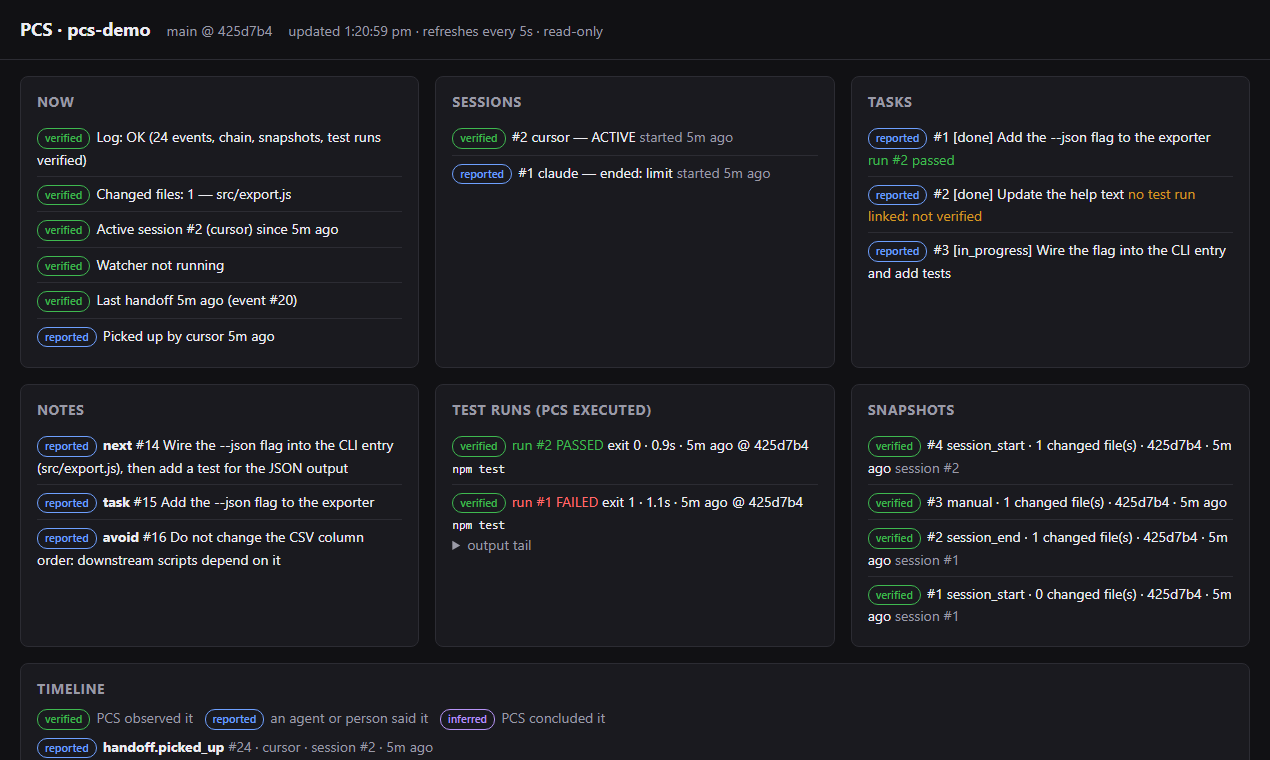 PCS · pcs-demo main @ 425d7b4 updated 1:20:59 pm · refreshes every 5s · read-only
NOW
verified Log: OK (24 events, chain, snapshots, test runs
verified)
verified Changed files: 1 — src/export.js
verified Active session #2 (cursor) since 5m ago
verified Watcher not running
verified Last handoff 5m ago (event #20)
reported Picked up by cursor 5m ago
SESSIONS
verified #2 cursor — ACTIVE started 5m ago
reported #1 claude — ended: limit started 5m ago
TASKS
reported #1 [done] Add the --json flag to the exporter
run #2 passed
reported #2 [done] Update the help text no test run
linked: not verified
reported #3 [in_progress] Wire the flag into the CLI entry
and add tests
NOTES
reported next #14 Wire the --json flag into the CLI entry
(src/export.js), then add a test for the JSON output
reported task #15 Add the --json flag to the exporter
reported avoid #16 Do not change the CSV column
order: downstream scripts depend on it
TEST RUNS (PCS EXECUTED)
verified run #2 PASSED exit 0 · 0.9s · 5m ago @ 425d7b4
npm test
verified run #1 FAILED exit 1 · 1.1s · 5m ago @ 425d7b4
npm test
▶ output tail
SNAPSHOTS
verified #4 session_start · 1 changed file(s) · 425d7b4 · 5m
ago session #2
verified #3 manual · 1 changed file(s) · 425d7b4 · 5m ago
verified #2 session_end · 1 changed file(s) · 425d7b4 · 5m
ago session #1
verified #1 session_start · 0 changed file(s) · 425d7b4 · 5m
ago session #1
TIMELINE
verified PCS observed it reported an agent or person said it inferred PCS concluded it
reported handoff.picked_up #24 · cursor · session #2 · 5m ago